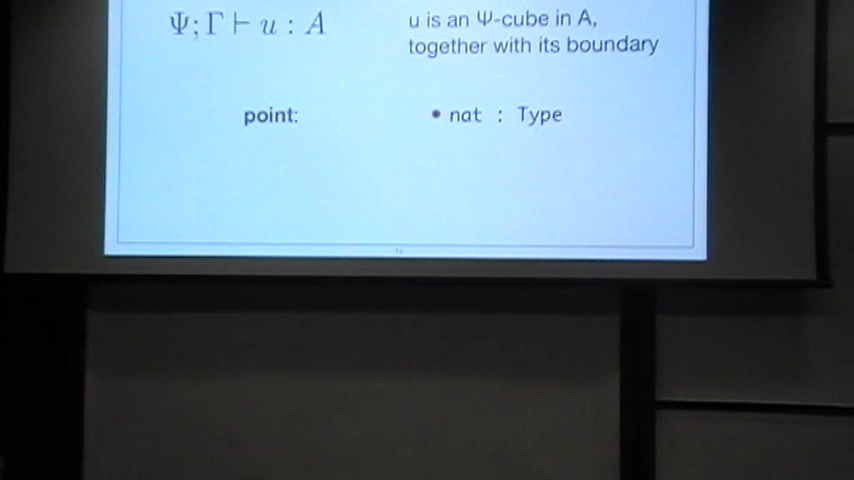 Ψ; Γ ⊢ u : A
u is an Ψ-cube in A,
together with its boundary
point:
• nat : Type